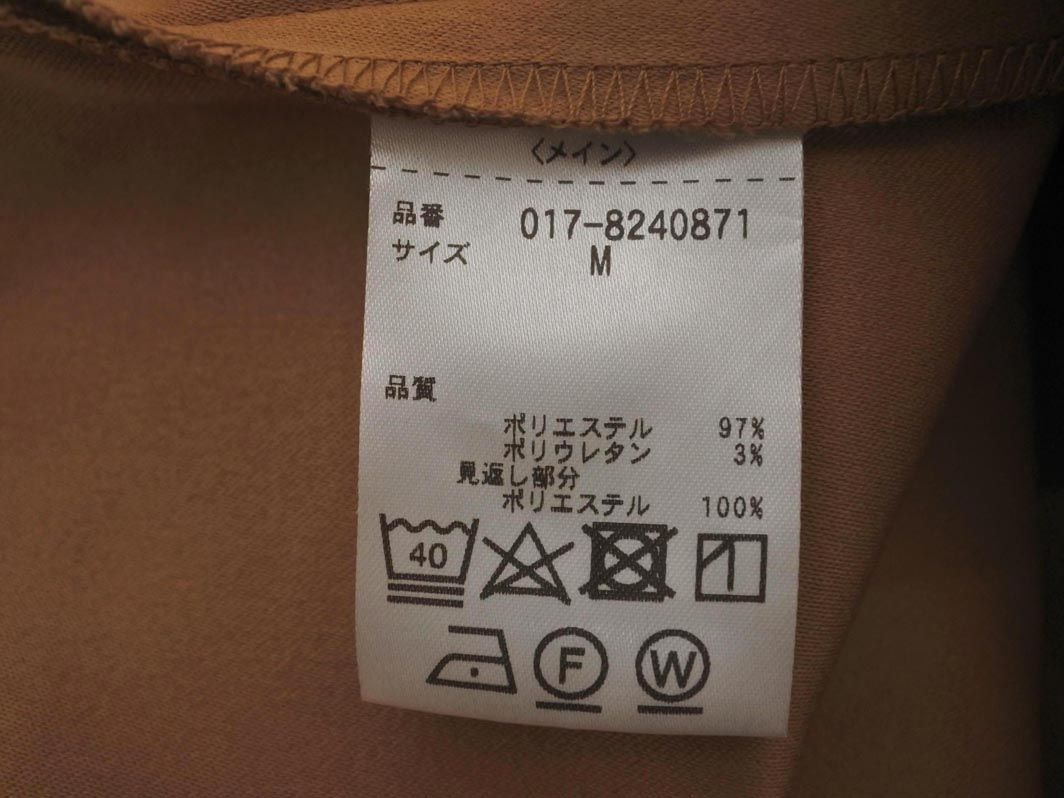 〈メイン〉
品番 017-8240871
サイズ M
品質
ポリエステル 97%
ポリウレタン 3%
見返し部分
ポリエステル 100%
40
F W